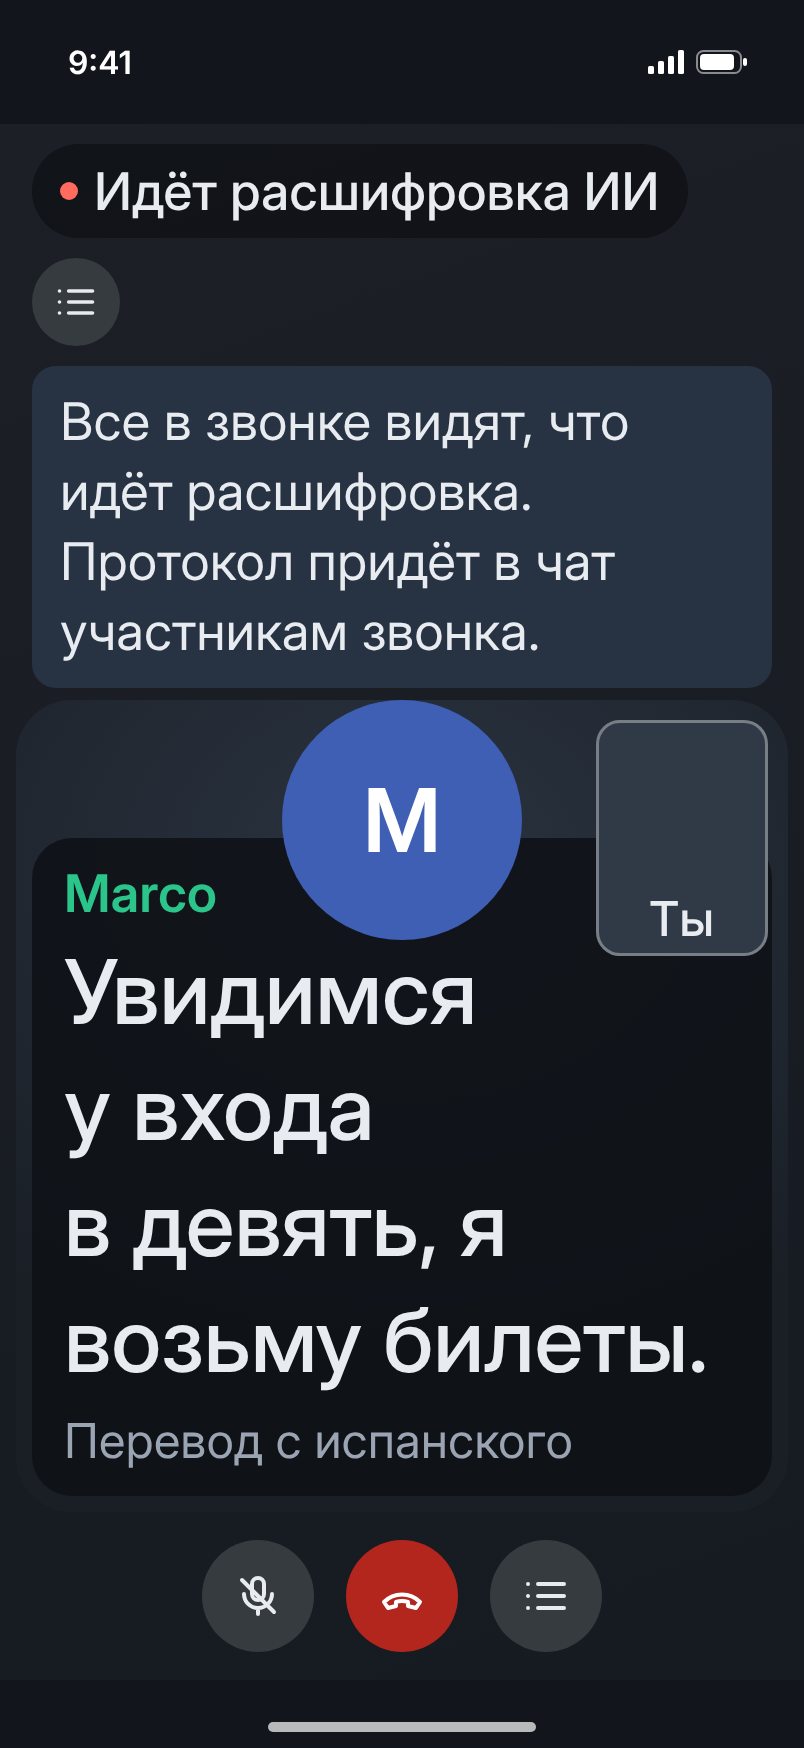 9:41
Идёт расшифровка ИИ
Все в звонке видят, что
идёт расшифровка.
Протокол придёт в чат
участникам звонка.
M
Ты
Marco
Увидимся
у входа
в девять, я
возьму билеты.
Перевод с испанского